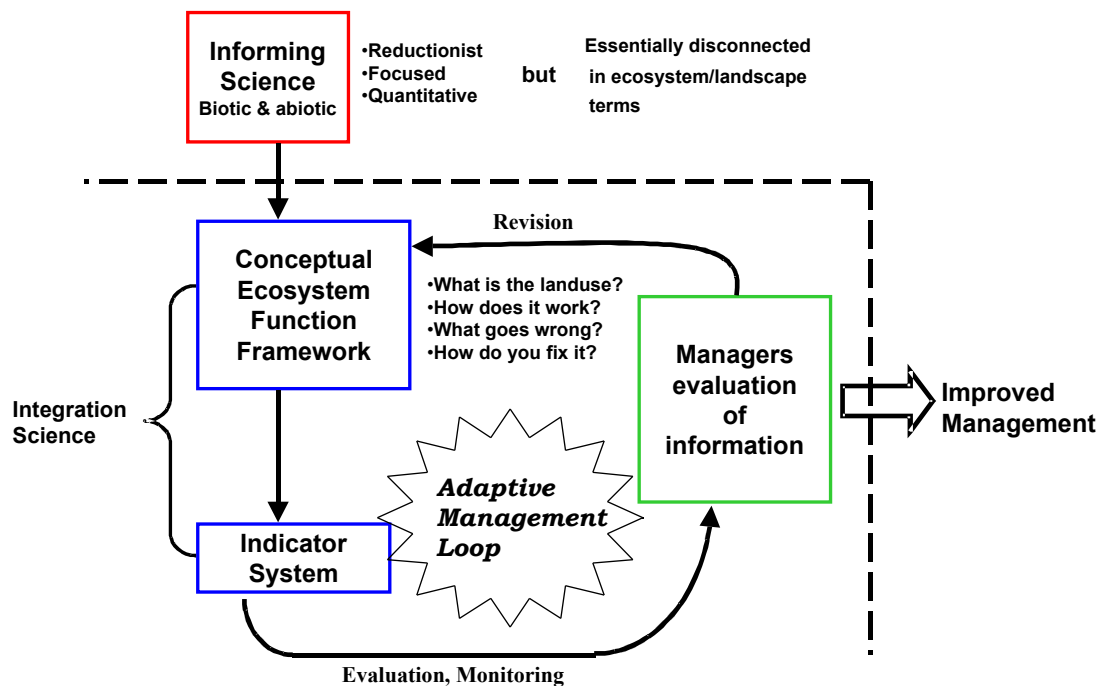 Informing
Science
Biotic & abiotic
•Reductionist
•Focused
•Quantitative
but
Essentially disconnected
in ecosystem/landscape
terms
Revision
Conceptual
Ecosystem
Function
Framework
•What is the landuse?
•How does it work?
•What goes wrong?
•How do you fix it?
Managers
evaluation
of
information
Improved
Management
Integration
Science
Adaptive
Management
Loop
Indicator
System
Evaluation, Monitoring